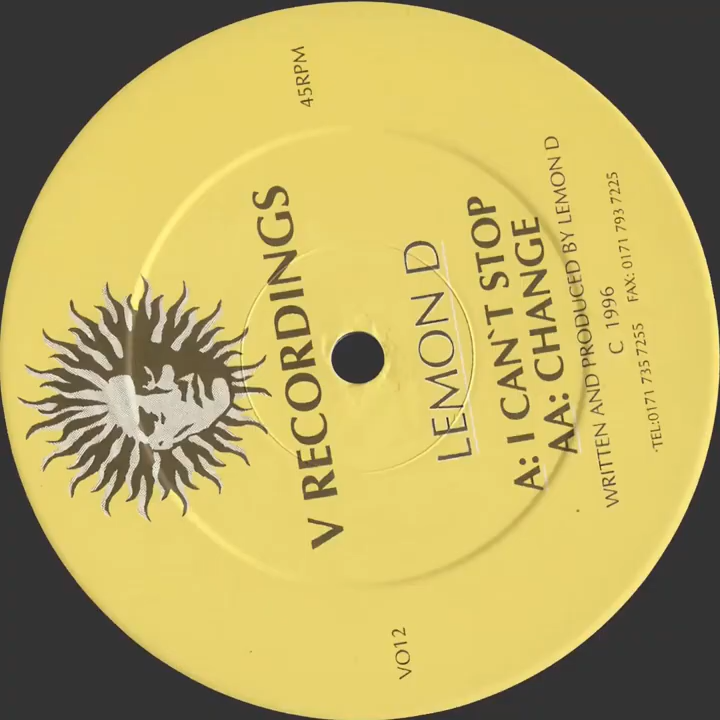 V RECORDINGS
VO12
45RPM
LEMON D
A: I CAN`T STOP
AA: CHANGE
WRITTEN AND PRODUCED BY LEMON D
C 1996
·TEL:0171 735 7255 FAX: 0171 793 7225